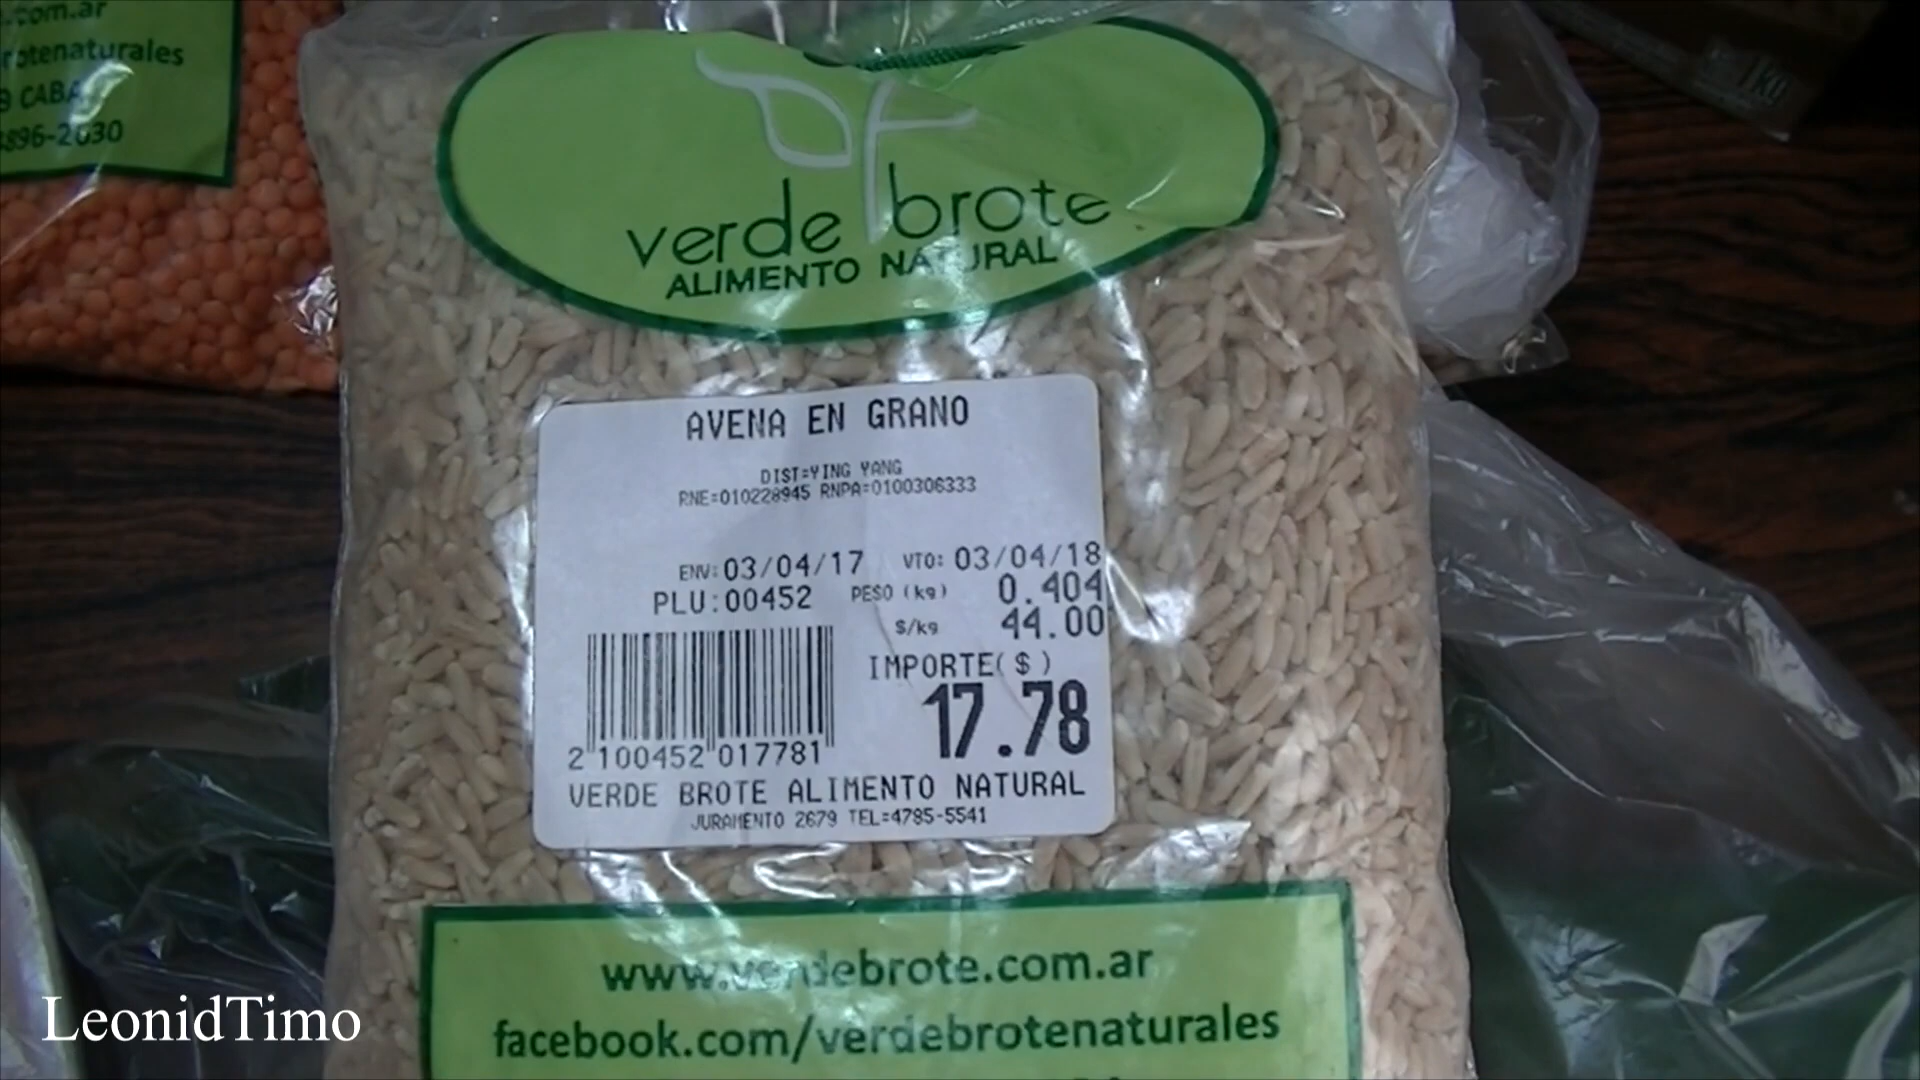 .com.ar
rotenaturales
9 CABA
4896-2030
verde brote
ALIMENTO NATURAL
AVENA EN GRANO
DIST=YING YANG
RNE=010228945 RNPA=0100306333
ENV: 03/04/17 VTO: 03/04/18
PLU:00452 PESO (kg) 0.404
$/kg 44.00
IMPORTE($)
17.78
2 100452 017781
VERDE BROTE ALIMENTO NATURAL
JURAMENTO 2679 TEL=4785-5541
www.verdebrote.com.ar
facebook.com/verdebrotenaturales
LeonidTimo